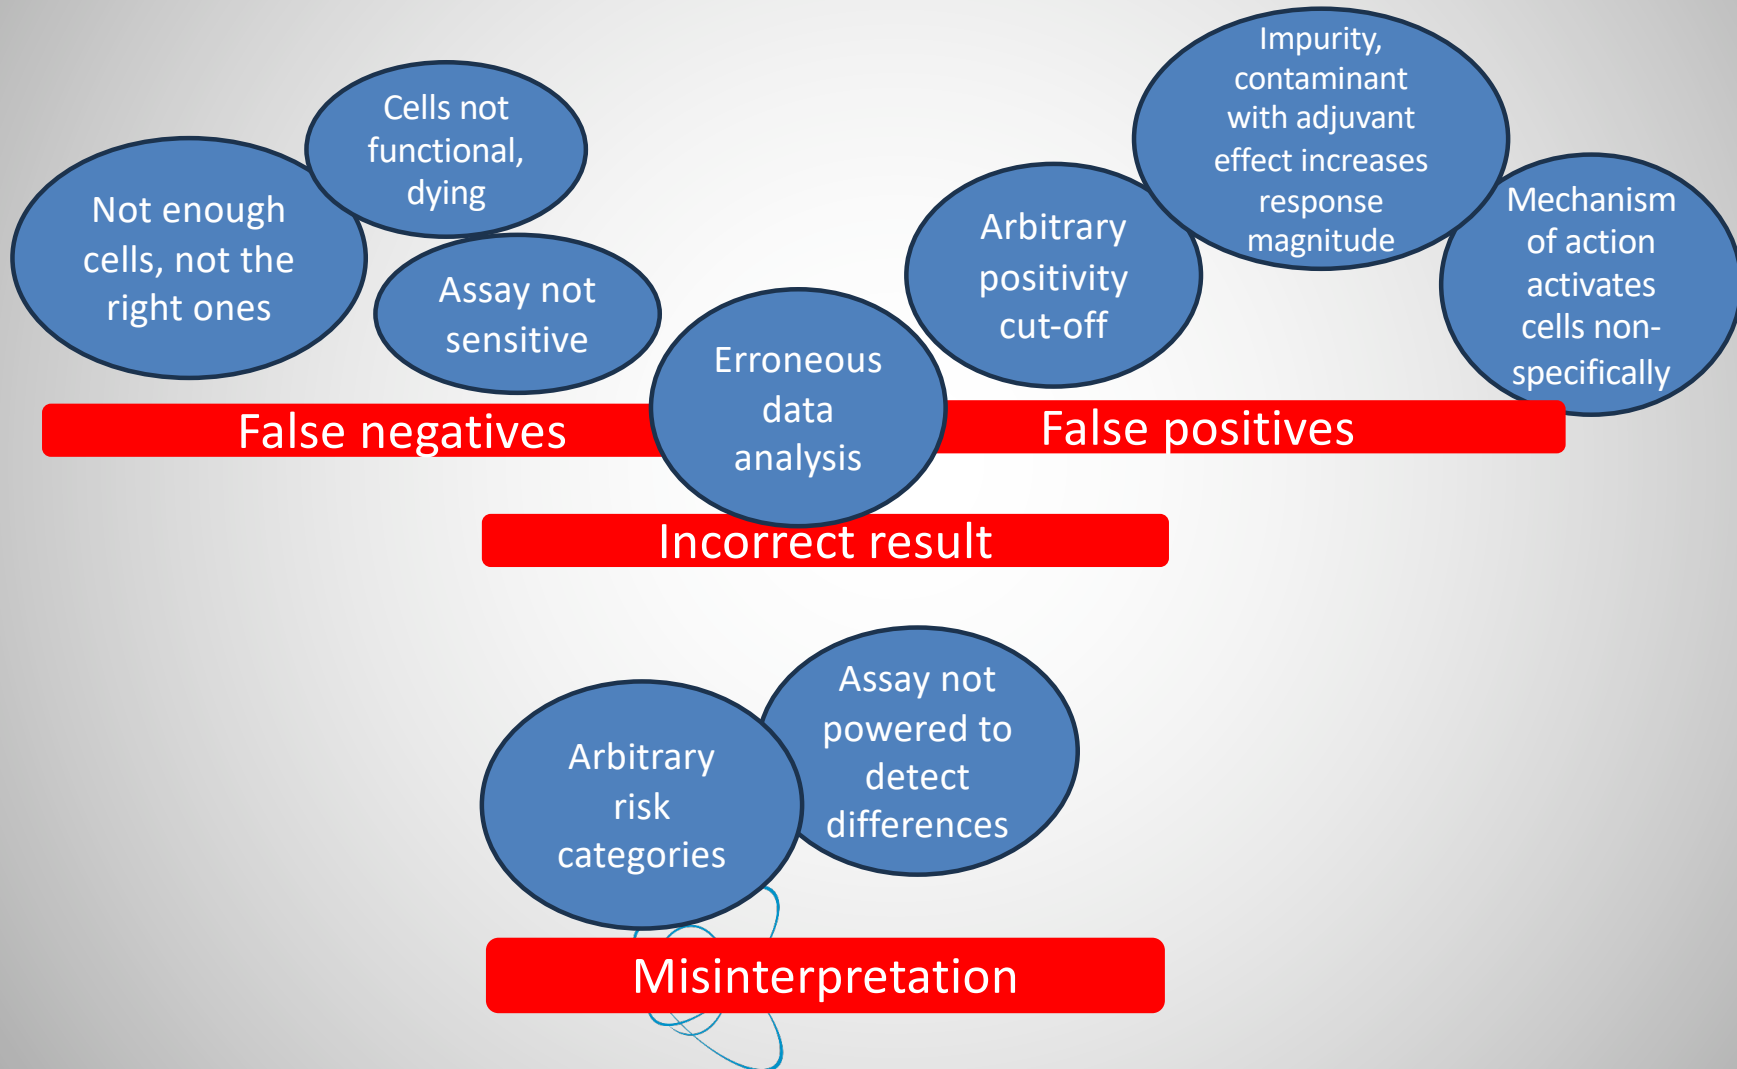 Not enough
cells, not the
right ones
Cells not
functional,
dying
Assay not
sensitive
False negatives
Erroneous
data
analysis
Arbitrary
positivity
cut-off
Impurity,
contaminant
with adjuvant
effect increases
response
magnitude
Mechanism
of action
activates
cells non-
specifically
False positives
Incorrect result
Arbitrary
risk
categories
Assay not
powered to
detect
differences
Misinterpretation